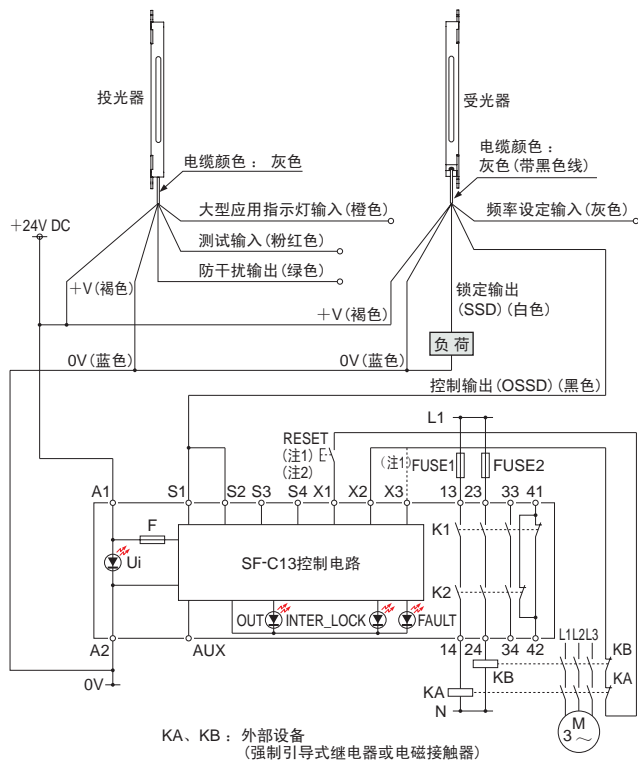 投光器
受光器
电缆颜色： 灰色
电缆颜色：
灰色(带黑色线)
大型应用指示灯输入(橙色)
频率设定输入(灰色)
+24V DC
测试输入(粉红色)
防干扰输出(绿色)
+V(褐色)
+V(褐色)
锁定输出
(SSD)(白色)
负 荷
0V(蓝色)
0V(蓝色)
控制输出(OSSD)(黑色)
L1
RESET
(注1)
(注2)
(注1)
FUSE1
FUSE2
A1
S1
S2
S3
S4
X1
X2
X3
13
23
33
41
F
K1
Ui
SF-C13控制电路
K2
OUT
INTER_LOCK
FAULT
A2
AUX
14
24
34
42
L1L2L3
KB
KB
KA
KA
0V
N
M
3～
KA、KB： 外部设备
(强制引导式继电器或电磁接触器)